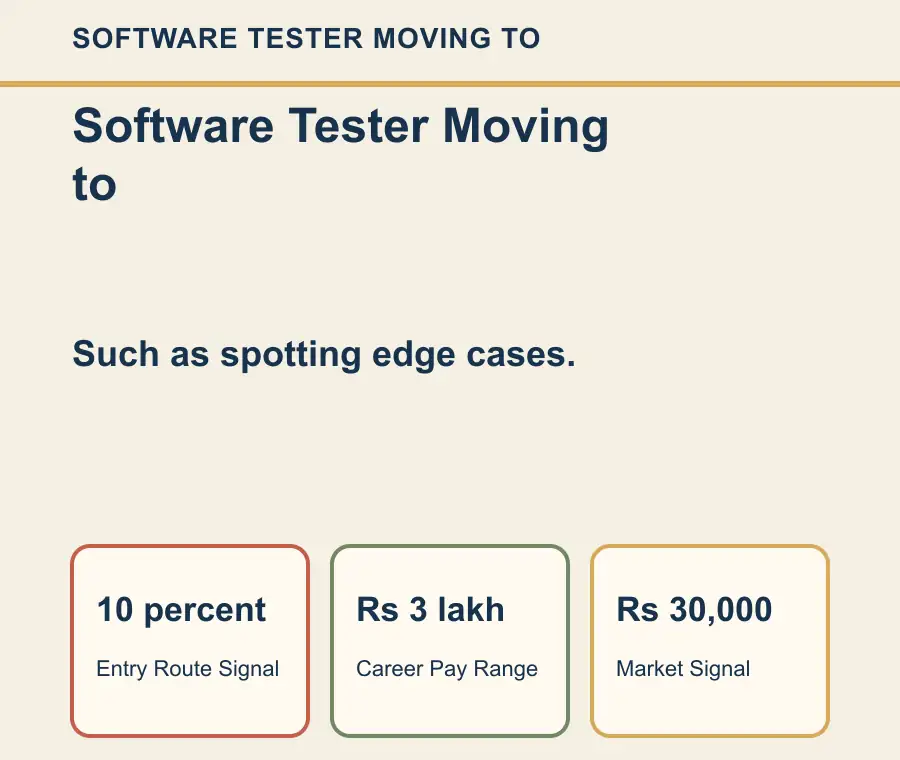 SOFTWARE TESTER MOVING TO
Software Tester Moving
to
Such as spotting edge cases.
10 percent
Entry Route Signal
Rs 3 lakh
Career Pay Range
Rs 30,000
Market Signal